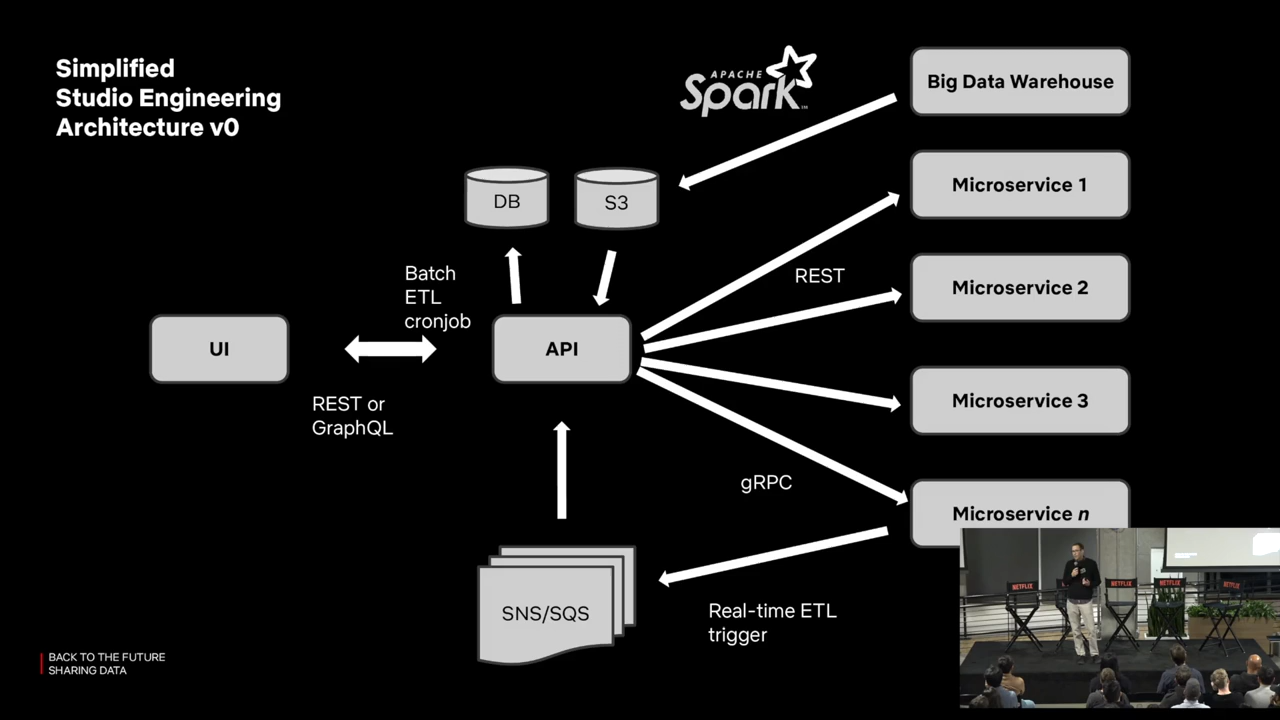 Simplified
Studio Engineering
Architecture v0
APACHE
Spark™
Big Data Warehouse
Microservice 1
DB
S3
REST
Batch
ETL
cronjob
Microservice 2
UI
API
REST or
GraphQL
Microservice 3
gRPC
Microservice n
SNS/SQS
Real-time ETL
trigger
BACK TO THE FUTURE
SHARING DATA
NETFLIX
NETFLIX
NETFLIX
NETFLIX